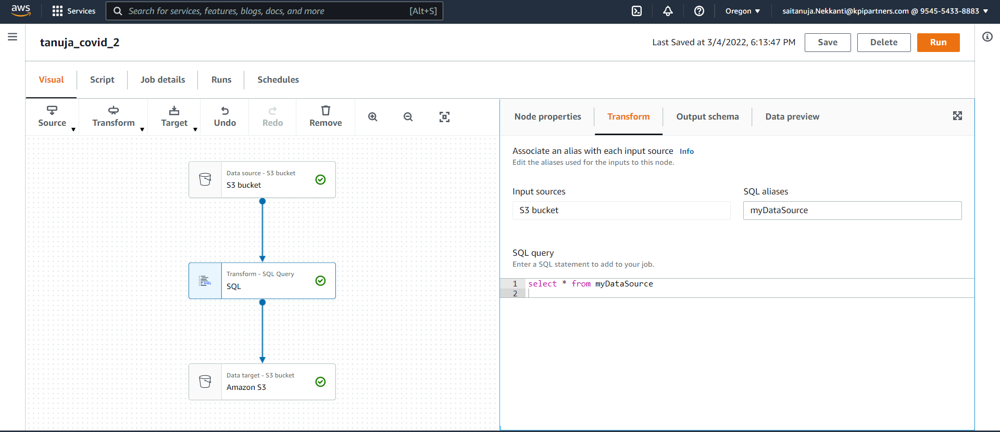 aws
Services
Search for services, features, blogs, docs, and more
[Alt+S]
Oregon
saitanuja.Nekkanti@kpipartners.com @ 9545-5433-8883
tanuja_covid_2
Last Saved at 3/4/2022, 6:13:47 PM
Save
Delete
Run
Visual
Script
Job details
Runs
Schedules
Source
Transform
Target
Undo
Redo
Remove
Node properties
Transform
Output schema
Data preview
Data source - S3 bucket
S3 bucket
Transform - SQL Query
SQL
SQL
Data target - S3 bucket
Amazon S3
Associate an alias with each input source Info
Edit the aliases used for the inputs to this node.
Input sources
SQL aliases
S3 bucket
myDataSource
SQL query
Enter a SQL statement to add to your job.
1 select * from myDataSource
2